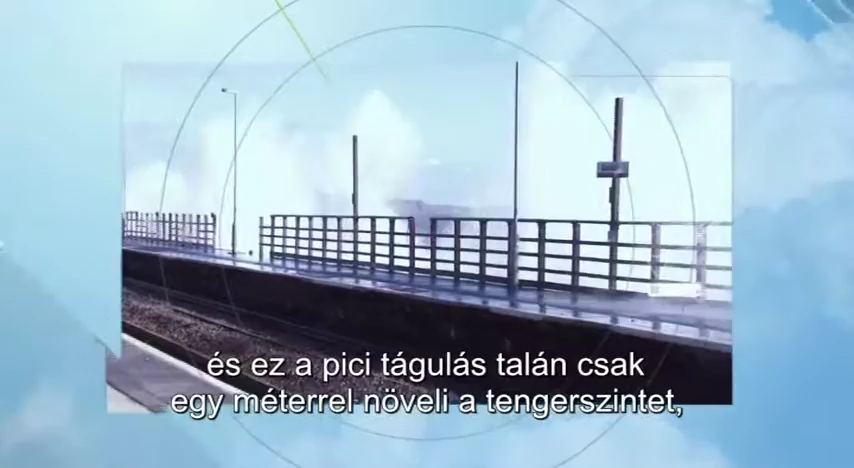 és ez a pici tágulás talán csak
egy méterrel növeli a tengerszintet,